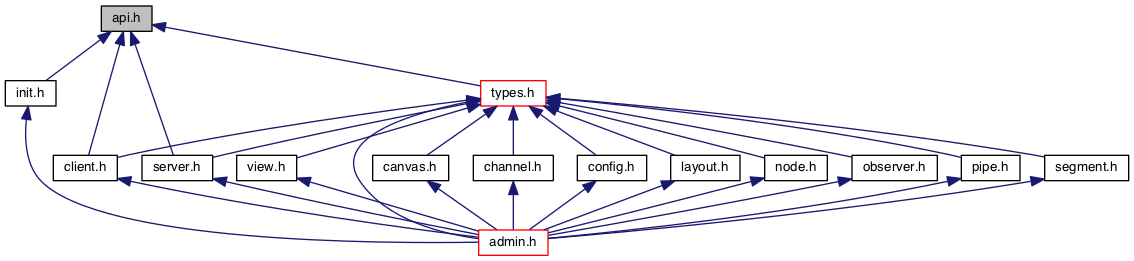 api.h
init.h
types.h
client.h
server.h
view.h
canvas.h
channel.h
config.h
layout.h
node.h
observer.h
pipe.h
segment.h
admin.h